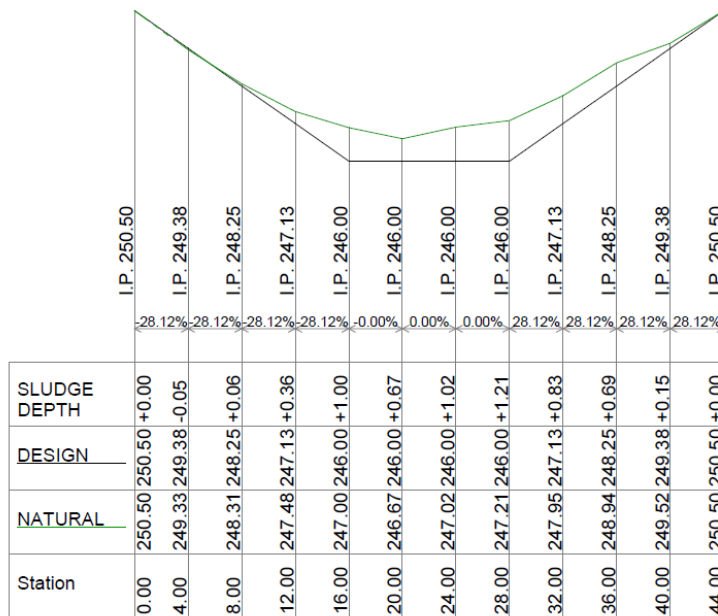 I.P. 250.50 I.P. 249.38 I.P. 248.25 I.P. 247.13 I.P. 246.00 I.P. 246.00 I.P. 246.00 I.P. 246.00 I.P. 247.13 I.P. 248.25 I.P. 249.38 I.P. 250.50
-28.12% -28.12% -28.12% -28.12% -0.00% 0.00% 0.00% 28.12% 28.12% 28.12% 28.12%
SLUDGE
DEPTH +0.00 -0.05 +0.06 +0.36 +1.00 +0.67 +1.02 +1.21 +0.83 +0.69 +0.15 +0.00
DESIGN 250.50 249.38 248.25 247.13 246.00 246.00 246.00 246.00 247.13 248.25 249.38 250.50
NATURAL 250.50 249.33 248.31 247.48 247.00 246.67 247.02 247.21 247.95 248.94 249.52 250.50
Station 0.00 4.00 8.00 12.00 16.00 20.00 24.00 28.00 32.00 36.00 40.00 44.00